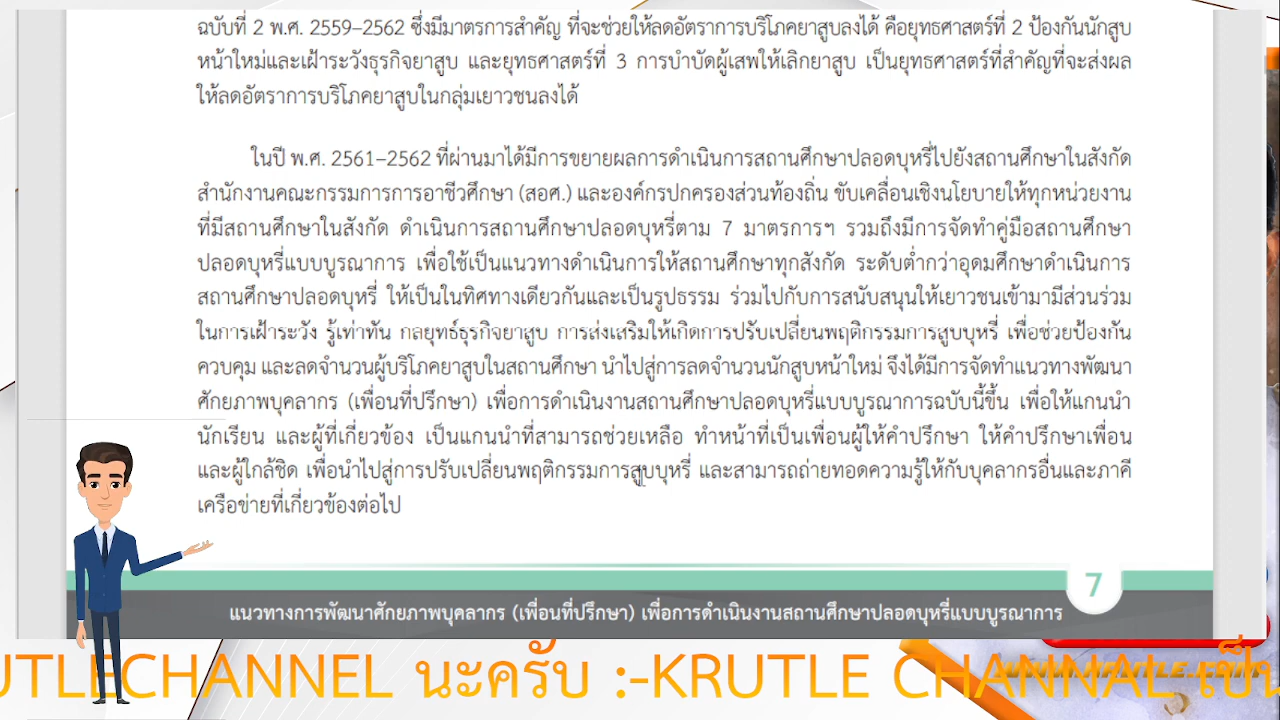 ฉบับที่ 2 พ.ศ. 2559–2562 ซึ่งมีมาตรการสำคัญ ที่จะช่วยให้ลดอัตราการบริโภคยาสูบลงได้ คือยุทธศาสตร์ที่ 2 ป้องกันนักสูบ
หน้าใหม่และเฝ้าระวังธุรกิจยาสูบ และยุทธศาสตร์ที่ 3 การบำบัดผู้เสพให้เลิกยาสูบ เป็นยุทธศาสตร์ที่สำคัญที่จะส่งผล
ให้ลดอัตราการบริโภคยาสูบในกลุ่มเยาวชนลงได้
ในปี พ.ศ. 2561–2562 ที่ผ่านมาได้มีการขยายผลการดำเนินการสถานศึกษาปลอดบุหรี่ไปยังสถานศึกษาในสังกัด
สำนักงานคณะกรรมการการอาชีวศึกษา (สอศ.) และองค์กรปกครองส่วนท้องถิ่น ขับเคลื่อนเชิงนโยบายให้ทุกหน่วยงาน
ที่มีสถานศึกษาในสังกัด ดำเนินการสถานศึกษาปลอดบุหรี่ตาม 7 มาตรการฯ รวมถึงมีการจัดทำคู่มือสถานศึกษา
ปลอดบุหรี่แบบบูรณาการ เพื่อใช้เป็นแนวทางดำเนินการให้สถานศึกษาทุกสังกัด ระดับต่ำกว่าอุดมศึกษาดำเนินการ
สถานศึกษาปลอดบุหรี่ ให้เป็นในทิศทางเดียวกันและเป็นรูปธรรม ร่วมไปกับการสนับสนุนให้เยาวชนเข้ามามีส่วนร่วม
ในการเฝ้าระวัง รู้เท่าทัน กลยุทธ์ธุรกิจยาสูบ การส่งเสริมให้เกิดการปรับเปลี่ยนพฤติกรรมการสูบบุหรี่ เพื่อช่วยป้องกัน
ควบคุม และลดจำนวนผู้บริโภคยาสูบในสถานศึกษา นำไปสู่การลดจำนวนนักสูบหน้าใหม่ จึงได้มีการจัดทำแนวทางพัฒนา
ศักยภาพบุคลากร (เพื่อนที่ปรึกษา) เพื่อการดำเนินงานสถานศึกษาปลอดบุหรี่แบบบูรณาการฉบับนี้ขึ้น เพื่อให้แกนนำ
นักเรียน และผู้ที่เกี่ยวข้อง เป็นแกนนำที่สามารถช่วยเหลือ ทำหน้าที่เป็นเพื่อนผู้ให้คำปรึกษา ให้คำปรึกษาเพื่อน
และผู้ใกล้ชิด เพื่อนำไปสู่การปรับเปลี่ยนพฤติกรรมการสูบบุหรี่ และสามารถถ่ายทอดความรู้ให้กับบุคลากรอื่นและภาคี
เครือข่ายที่เกี่ยวข้องต่อไป
7
แนวทางการพัฒนาศักยภาพบุคลากร (เพื่อนที่ปรึกษา) เพื่อการดำเนินงานสถานศึกษาปลอดบุหรี่แบบบูรณาการ
UTLECHANNEL นะครับ :-KRUTLE CHANNAL เป็น